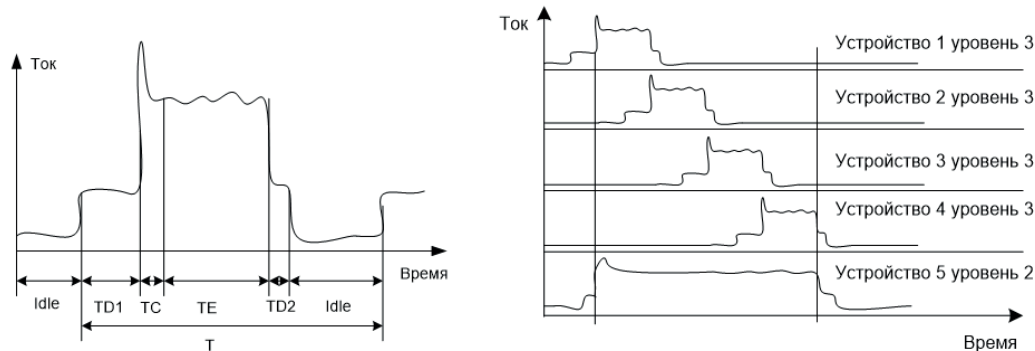 Ток
Время
Idle
TD1
TC
TE
TD2
Idle
T
Ток
Устройство 1 уровень 3
Устройство 2 уровень 3
Устройство 3 уровень 3
Устройство 4 уровень 3
Устройство 5 уровень 2
Время